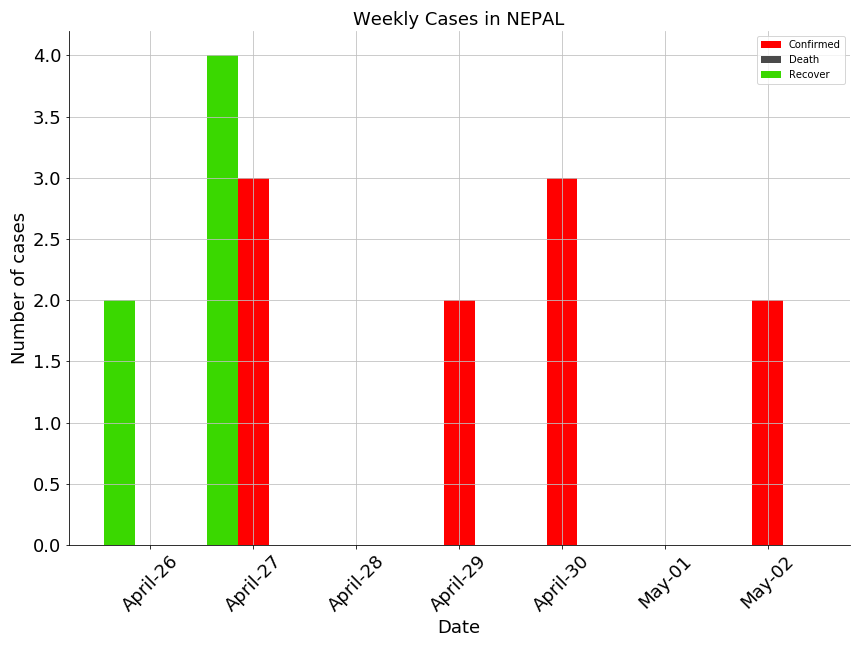 Weekly Cases in NEPAL
Confirmed
Death
Recover
4.0
3.5
3.0
2.5
2.0
1.5
1.0
0.5
0.0
Number of cases
April-26
April-27
April-28
April-29
April-30
May-01
May-02
Date